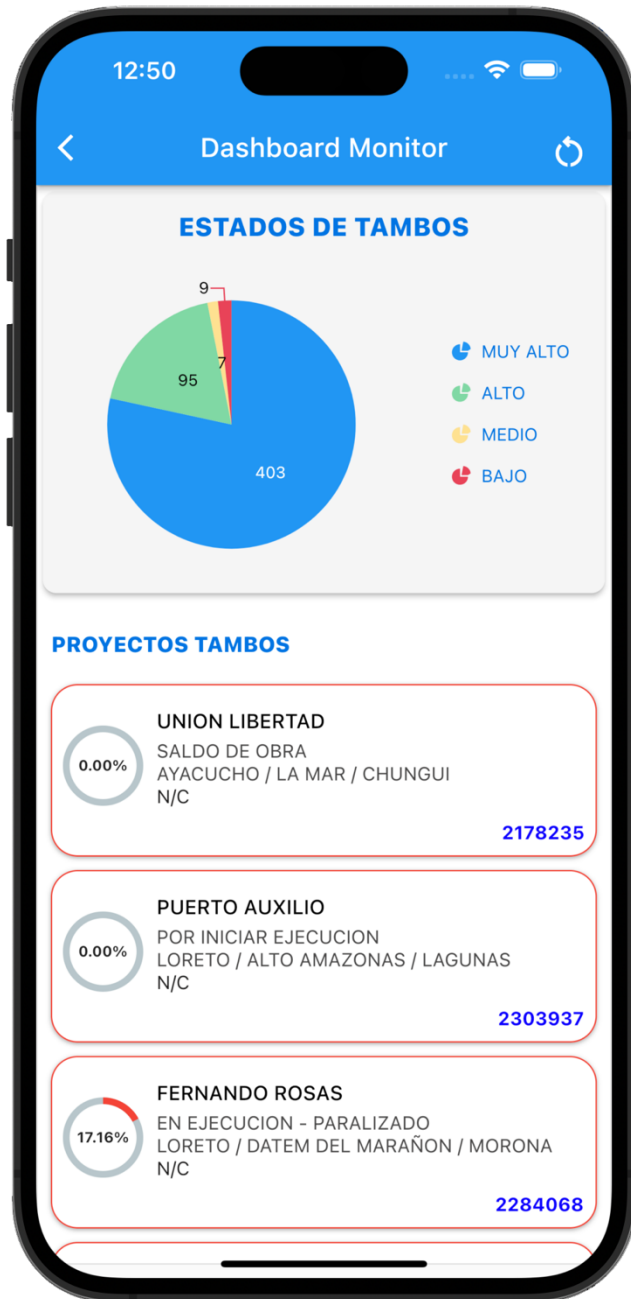 12:50
Dashboard Monitor
ESTADOS DE TAMBOS
9
7
95
403
MUY ALTO
ALTO
MEDIO
BAJO
PROYECTOS TAMBOS
UNION LIBERTAD
0.00%
SALDO DE OBRA
AYACUCHO / LA MAR / CHUNGUI
N/C
2178235
PUERTO AUXILIO
0.00%
POR INICIAR EJECUCION
LORETO / ALTO AMAZONAS / LAGUNAS
N/C
2303937
FERNANDO ROSAS
17.16%
EN EJECUCION - PARALIZADO
LORETO / DATEM DEL MARAÑON / MORONA
N/C
2284068